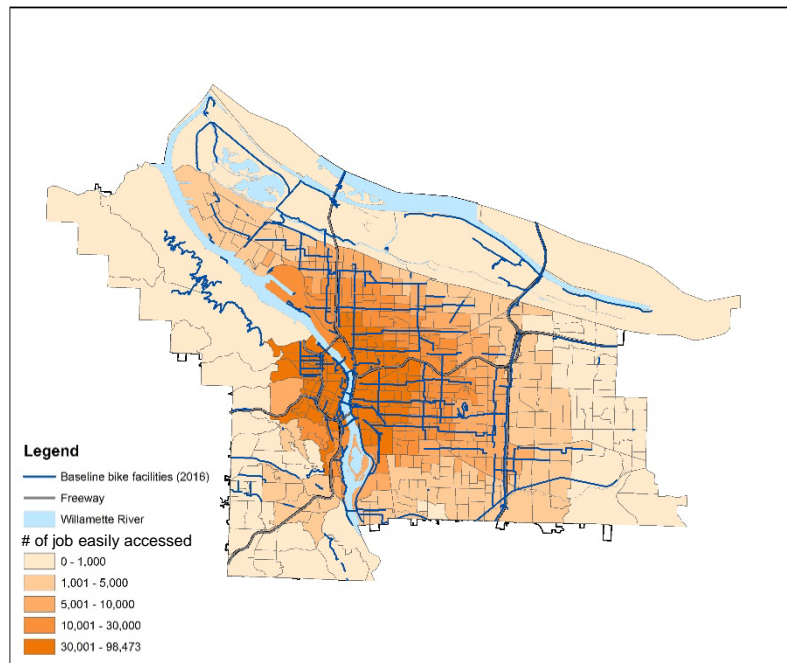 Legend
Baseline bike facilities (2016)
Freeway
Willamette River
# of job easily accessed
0 - 1,000
1,001 - 5,000
5,001 - 10,000
10,001 - 30,000
30,001 - 98,473